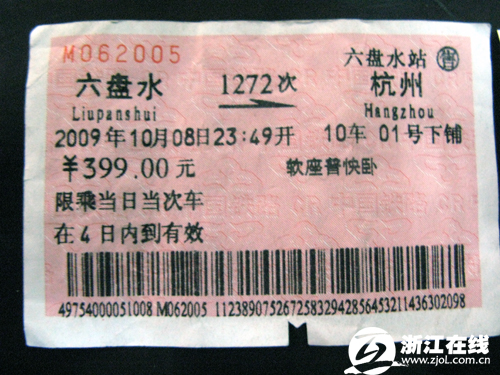 M062005 六盘水站 售
六盘水 1272次 杭州
Liupanshui Hangzhou
2009年10月08日23:49开 10车 01号下铺
¥399.00元 软座普快卧
限乘当日当次车
在4日内到有效
49754000051008 M062005 11238907526725832942856453211436302098
浙江在线
www.zjol.com.cn